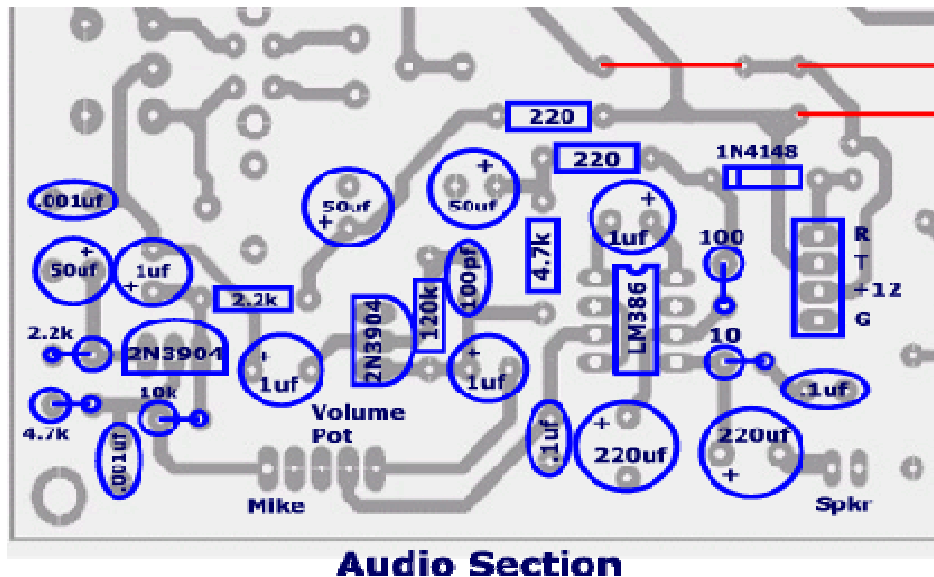 220
220
1N4148
.001uf
50uf
50uf
1uf
100
R
50uf
1uf
4.7k
T
100pf
+12
2.2k
120k
LM386
G
2.2k
2N3904
2N3904
10
1uf
1uf
.1uf
10k
4.7k
Volume
Pot
.001uf
.1uf
220uf
220uf
Mike
Spkr
Audio Section